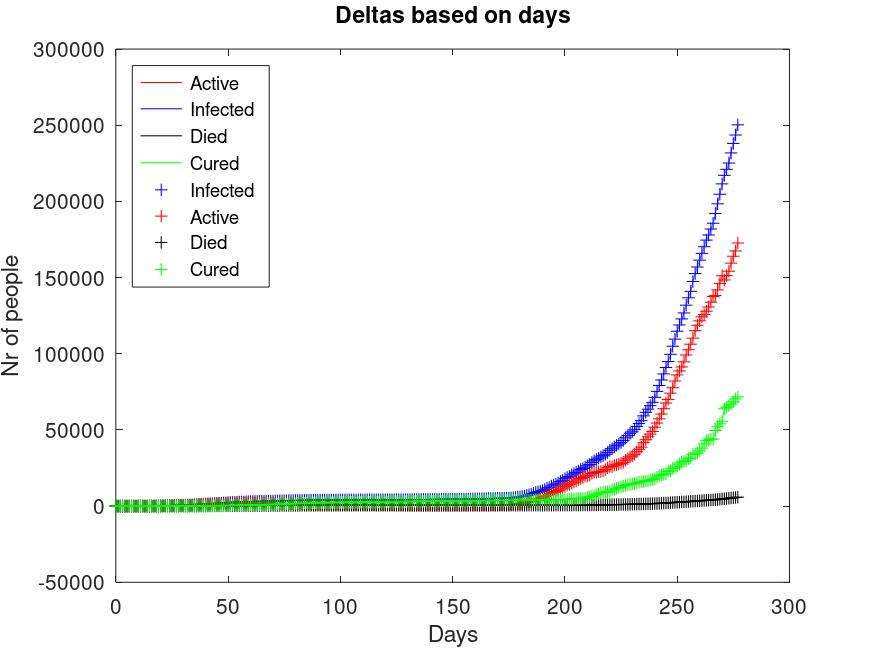 Deltas based on days
300000
250000
200000
150000
100000
50000
0
-50000
Nr of people
Active
Infected
Died
Cured
Infected
Active
Died
Cured
0 50 100 150 200 250 300
Days